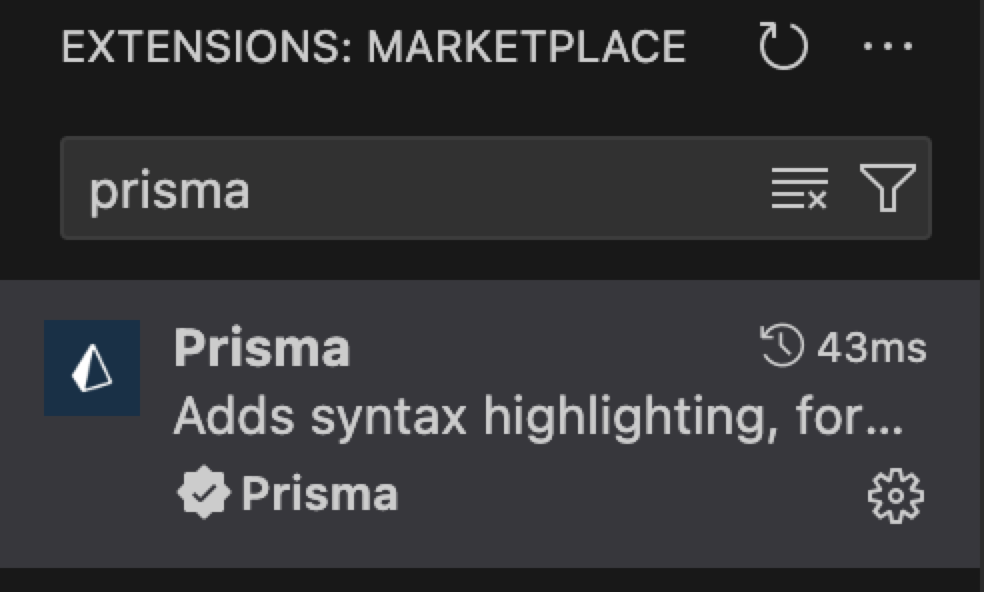 EXTENSIONS: MARKETPLACE
prisma
Prisma 43ms
Adds syntax highlighting, for...
Prisma